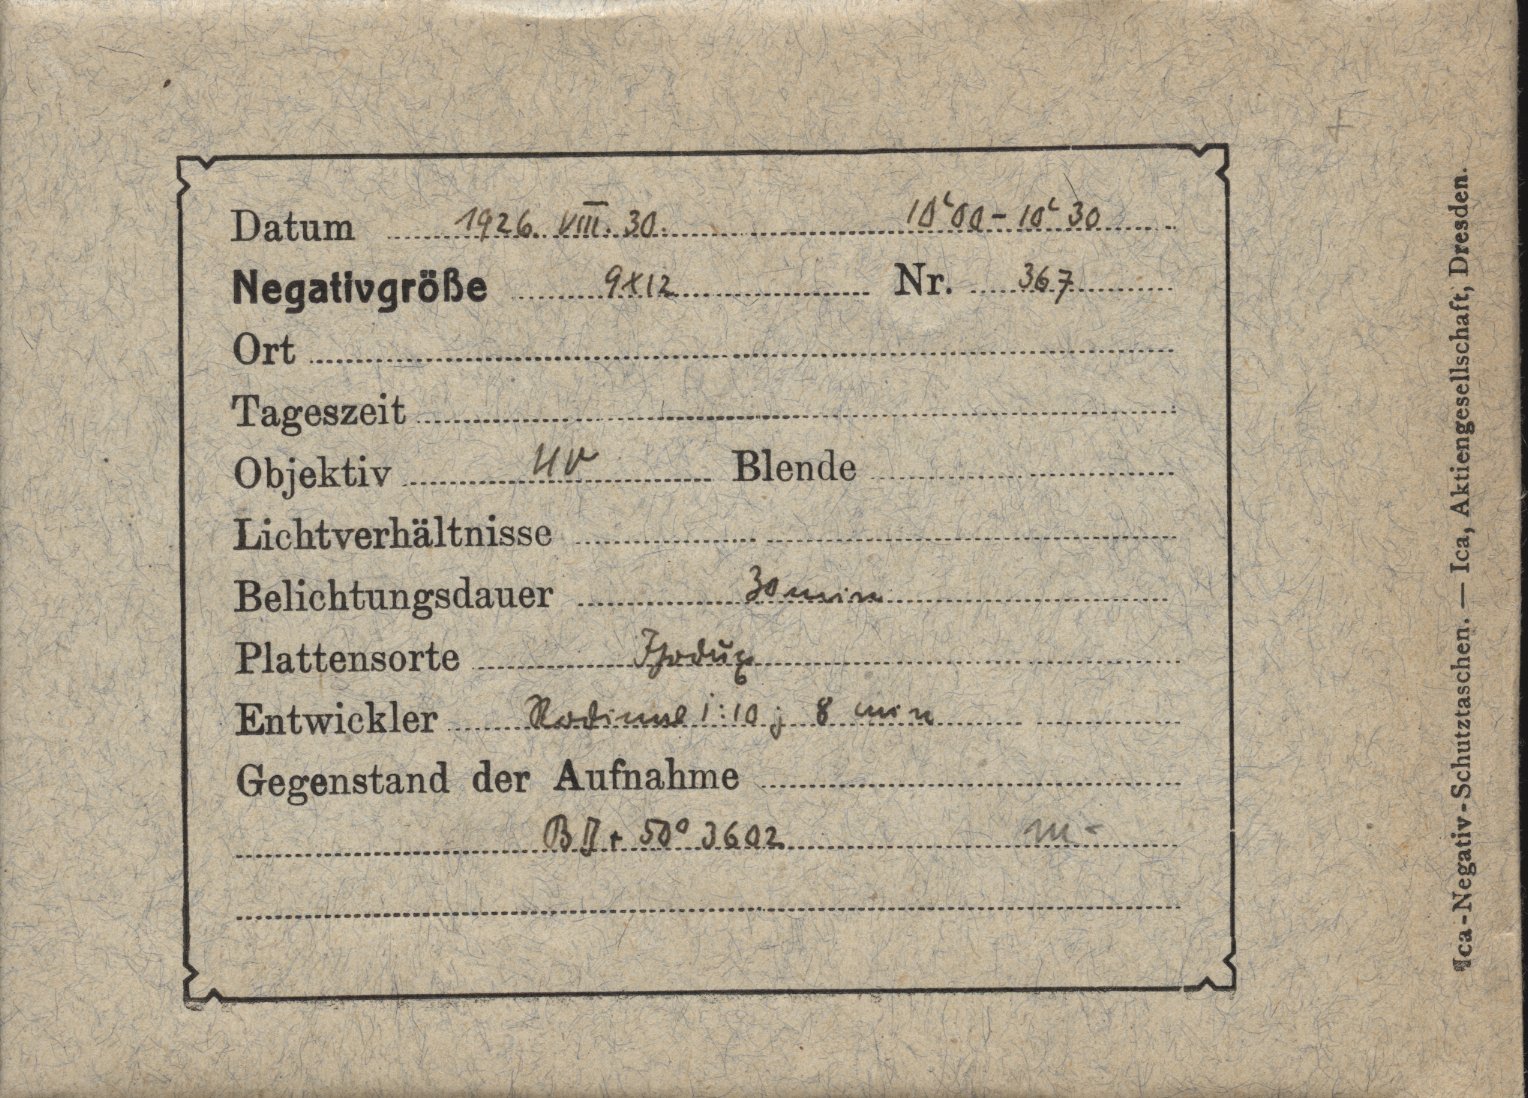 Datum 1926. VIII. 30. 10ʰ00 - 10ʰ30
Negativgröße 9x12 Nr. 367
Ort
Tageszeit
Objektiv UV Blende
Lichtverhältnisse
Belichtungsdauer 30 min
Plattensorte
Entwickler Rodinal 1:10; 8 min
Gegenstand der Aufnahme
BD + 50° 3602 m-
Ica-Negativ-Schutztaschen. — Ica, Aktiengesellschaft, Dresden.